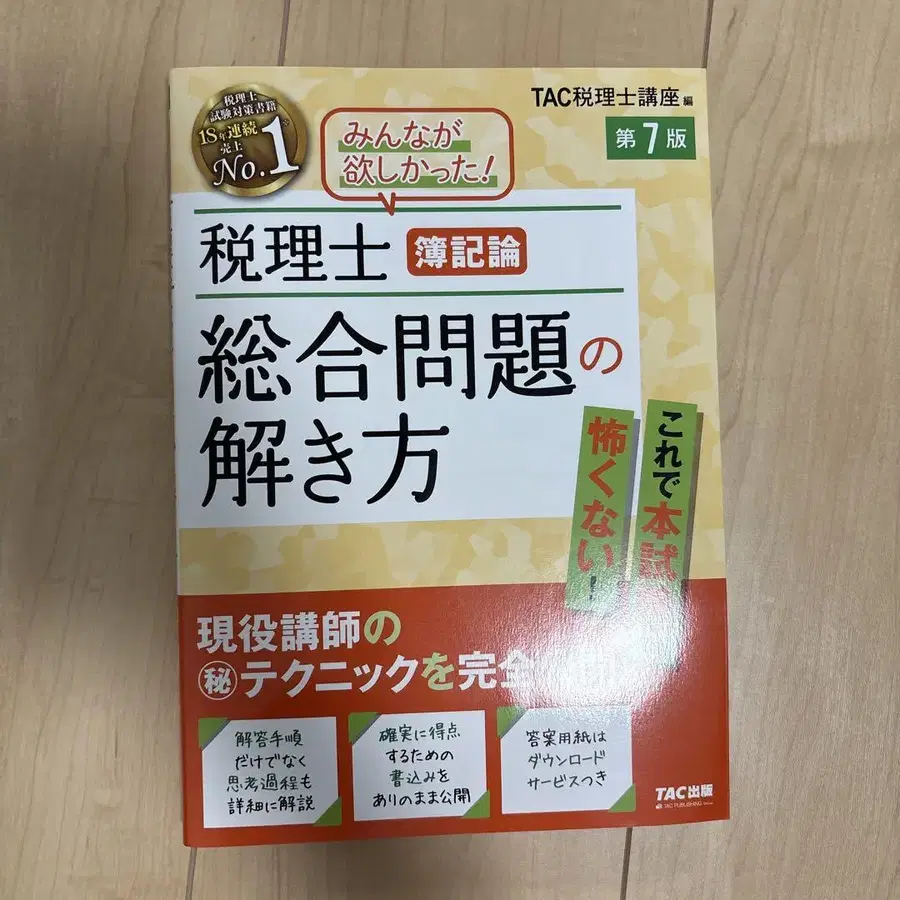 税理士
試験対策書籍
18年連続
売上
No.1
みんなが
欲しかった!
TAC税理士講座 編
第7版
税理士 簿記論
総合問題の
解き方
これで本試
怖くない!
現役講師の
㊙テクニックを完全
解答手順
だけでなく
思考過程も
詳細に解説
確実に得点
するための
書込みを
ありのまま公開
答案用紙は
ダウンロード
サービスつき
TAC出版
TAC PUBLISHING